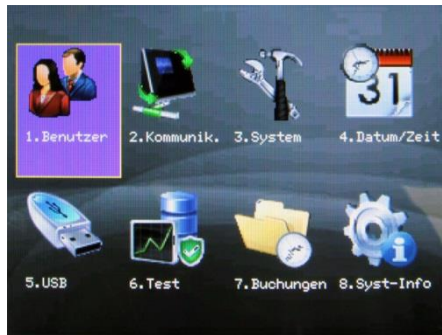 31
1.Benutzer 2.Kommunik. 3.System 4.Datum/Zeit
5.USB 6.Test 7.Buchungen 8.Syst-Info